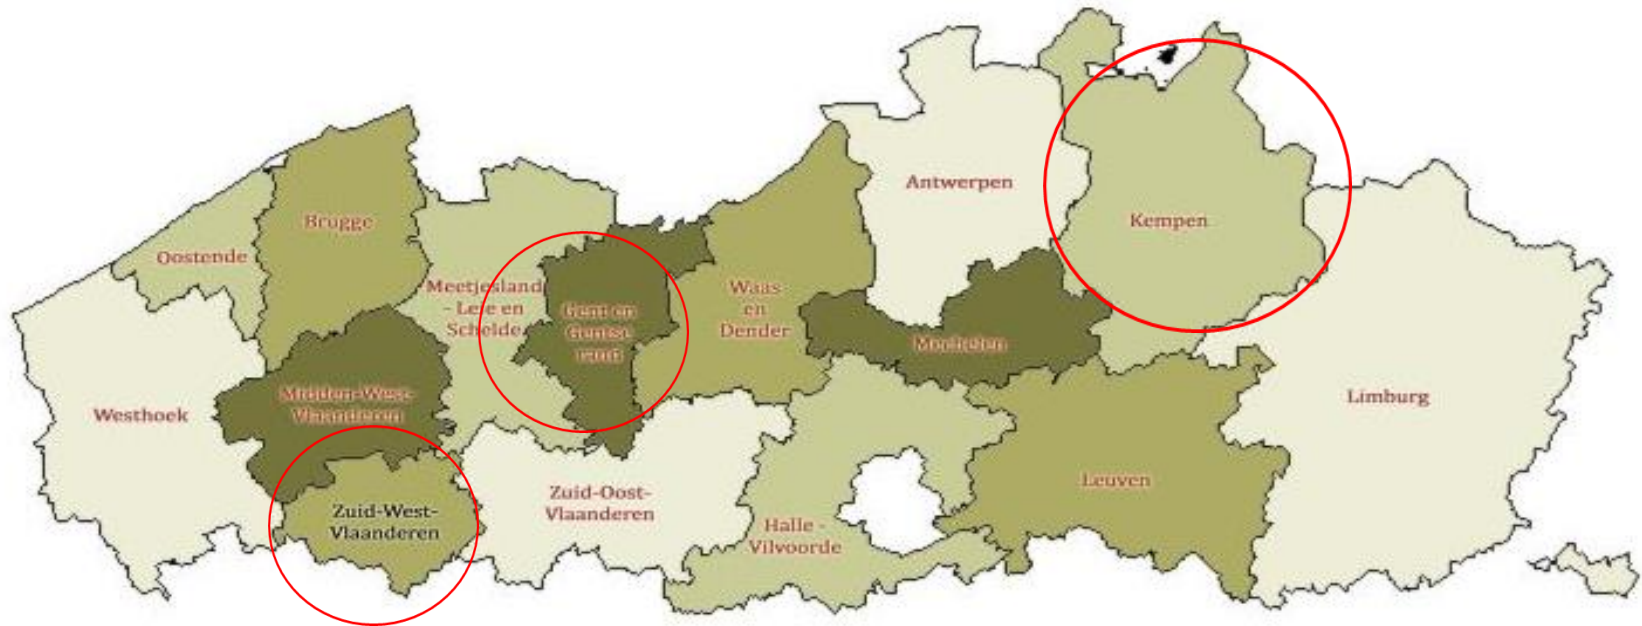 Antwerpen
Kempen
Brugge
Oostende
Meetjesland
- Leie en
Schelde
Gent en
Gentse
rand
Waas
en
Dender
Mechelen
Westhoek
Midden-West-
Vlaanderen
Limburg
Leuven
Zuid-West-
Vlaanderen
Zuid-Oost-
Vlaanderen
Halle -
Vilvoorde